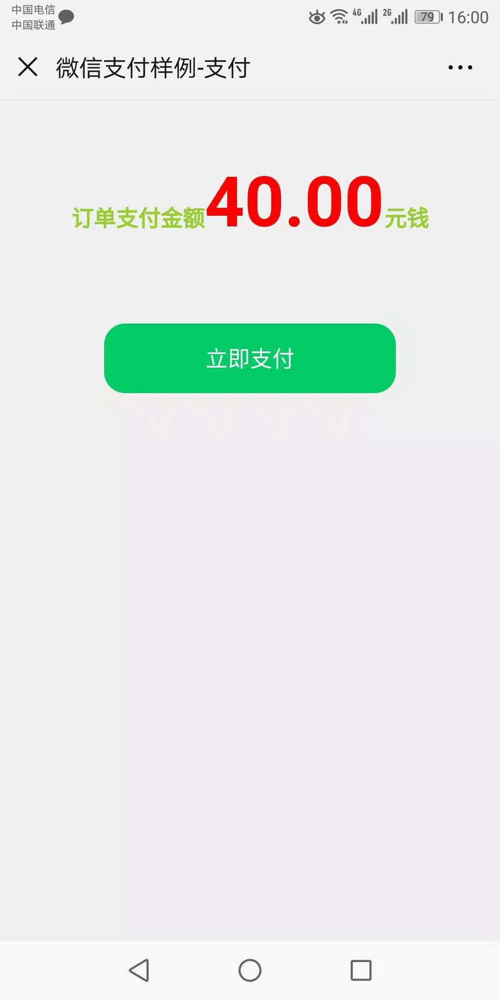 中国电信
中国联通
4G 2G 79 16:00
微信支付样例-支付
订单支付金额40.00元钱
立即支付